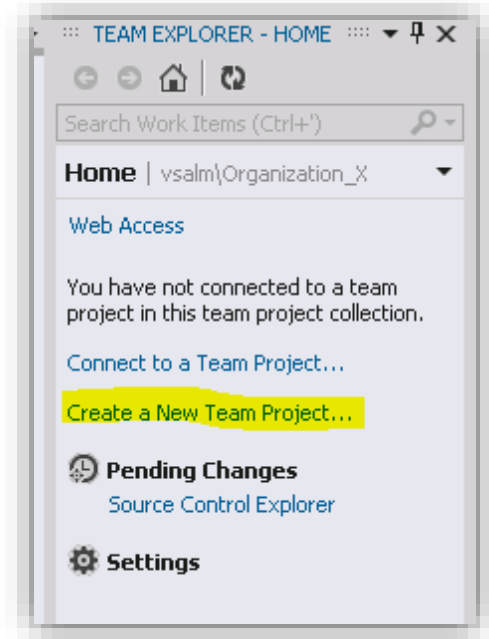 TEAM EXPLORER - HOME
Search Work Items (Ctrl+')
Home | vsalm\Organization_X
Web Access
You have not connected to a team
project in this team project collection.
Connect to a Team Project...
Create a New Team Project...
Pending Changes
Source Control Explorer
Settings